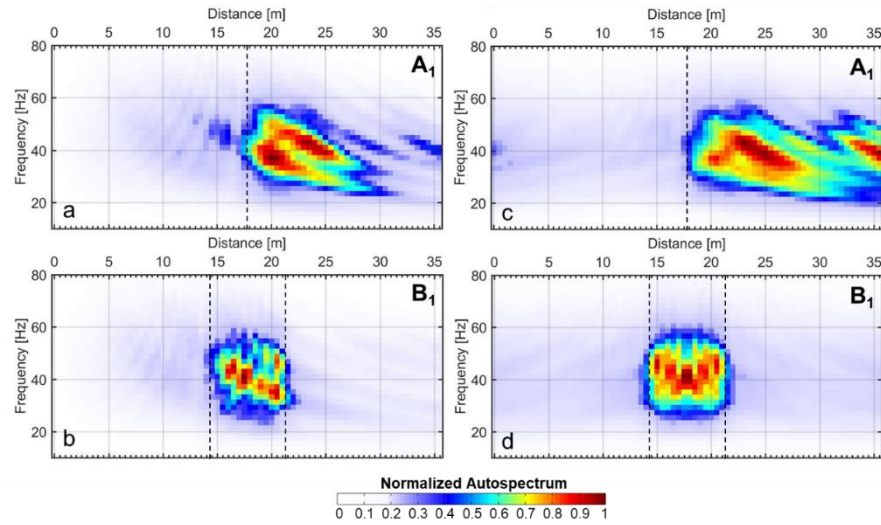 Distance [m] Distance [m]
0 5 10 15 20 25 30 35 0 5 10 15 20 25 30 35
80 80
A1 A1
60 60
Frequency [Hz] Frequency [Hz]
40 40
20 20
a c
Distance [m] Distance [m]
0 5 10 15 20 25 30 35 0 5 10 15 20 25 30 35
80 80
B1 B1
60 60
Frequency [Hz] Frequency [Hz]
40 40
20 20
b d
Normalized Autospectrum
0 0.1 0.2 0.3 0.4 0.5 0.6 0.7 0.8 0.9 1